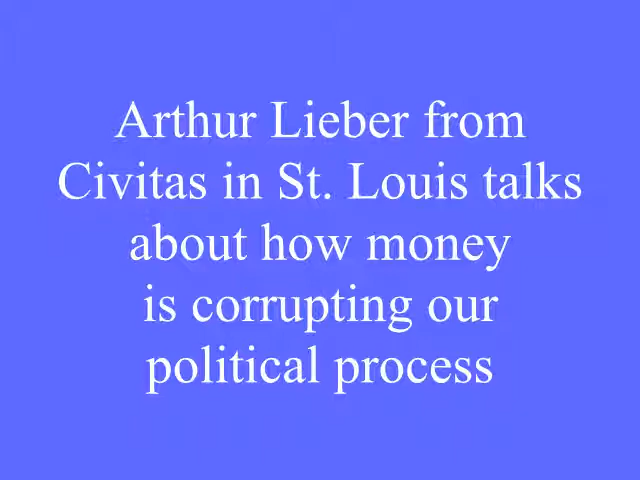 Arthur Lieber from
Civitas in St. Louis talks
about how money
is corrupting our
political process